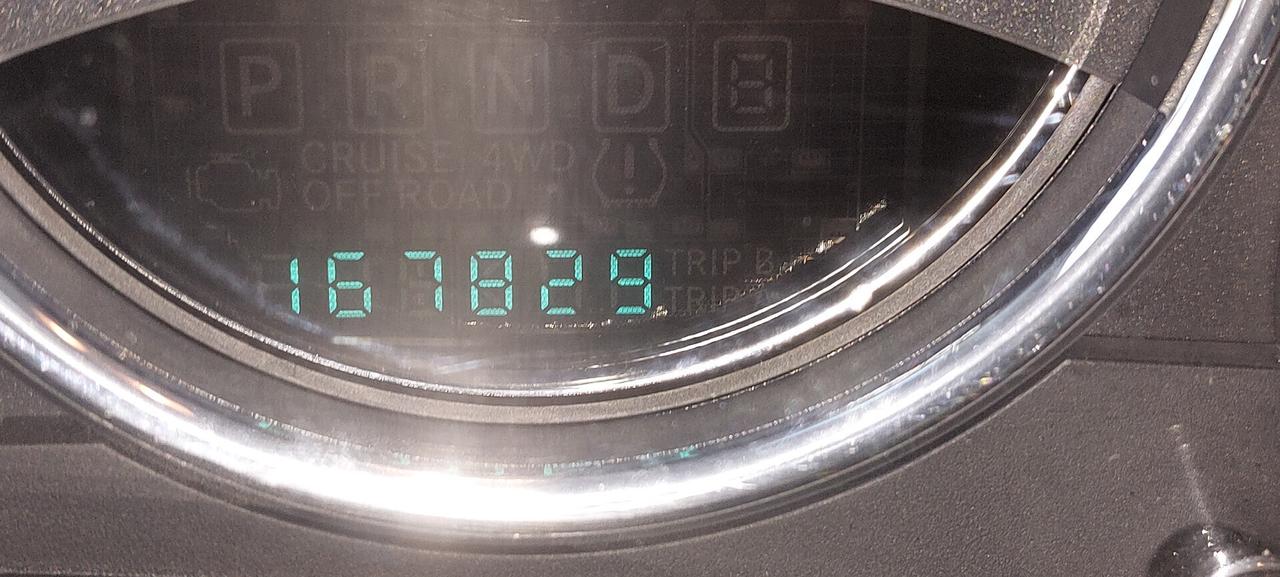 P R N D 8
CRUISE 4WD
OFF ROAD
!
TRIP B
167829 TRIP A